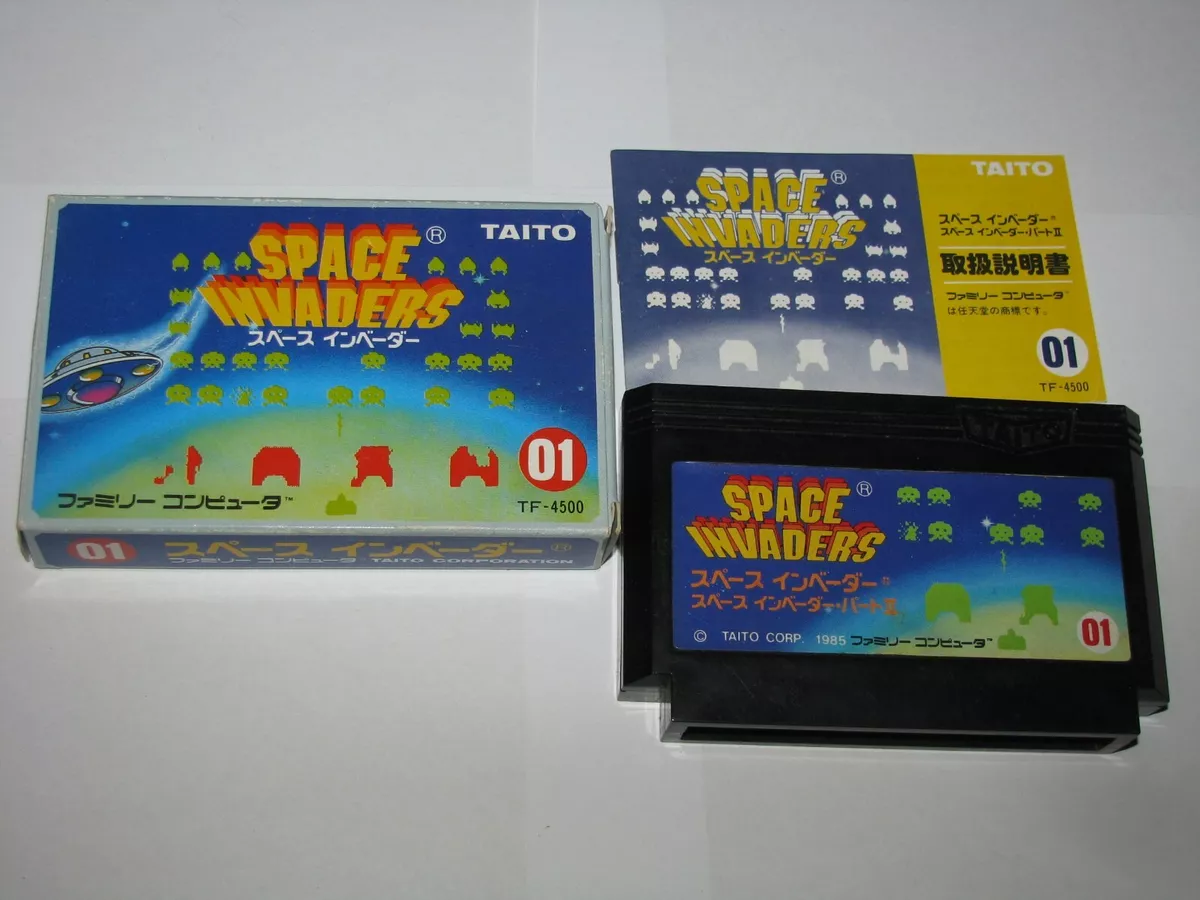 SPACE
INVADERS®
スペース インベーダー
TAITO
01
TF-4500
ファミリー コンピュータ™
01 スペース インベーダー®
ファミリー コンピュータ TAITO CORPORATION
SPACE
INVADERS®
スペース インベーダー
TAITO
スペース インベーダー®
スペース インベーダー・パートII
取扱説明書
ファミリー コンピュータ™
は任天堂の商標です。
01
TF-4500
TAITO
SPACE
INVADERS®
スペース インベーダー®
スペース インベーダー・パートII
© TAITO CORP. 1985 ファミリー コンピュータ™
01